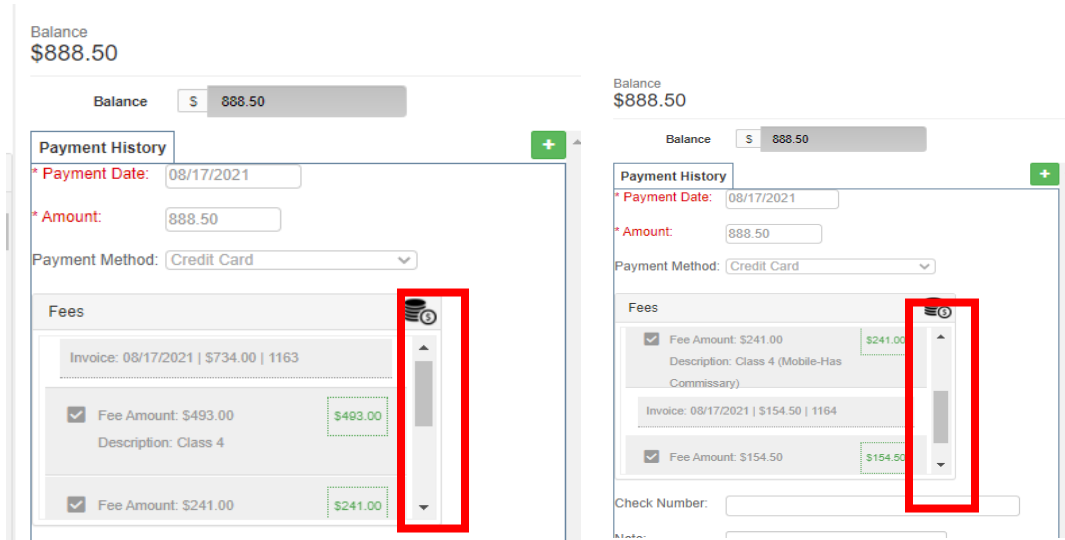 Balance
$888.50
Balance $ 888.50
Payment History +
* Payment Date: 08/17/2021
* Amount: 888.50
Payment Method: Credit Card
Fees
Invoice: 08/17/2021 | $734.00 | 1163
Fee Amount: $493.00 $493.00
Description: Class 4
Fee Amount: $241.00 $241.00
Balance
$888.50
Balance $ 888.50
Payment History +
* Payment Date: 08/17/2021
* Amount: 888.50
Payment Method: Credit Card
Fees
Fee Amount: $241.00 $241.00
Description: Class 4 (Mobile-Has
Commissary)
Invoice: 08/17/2021 | $154.50 | 1164
Fee Amount: $154.50 $154.50
Check Number:
Note: